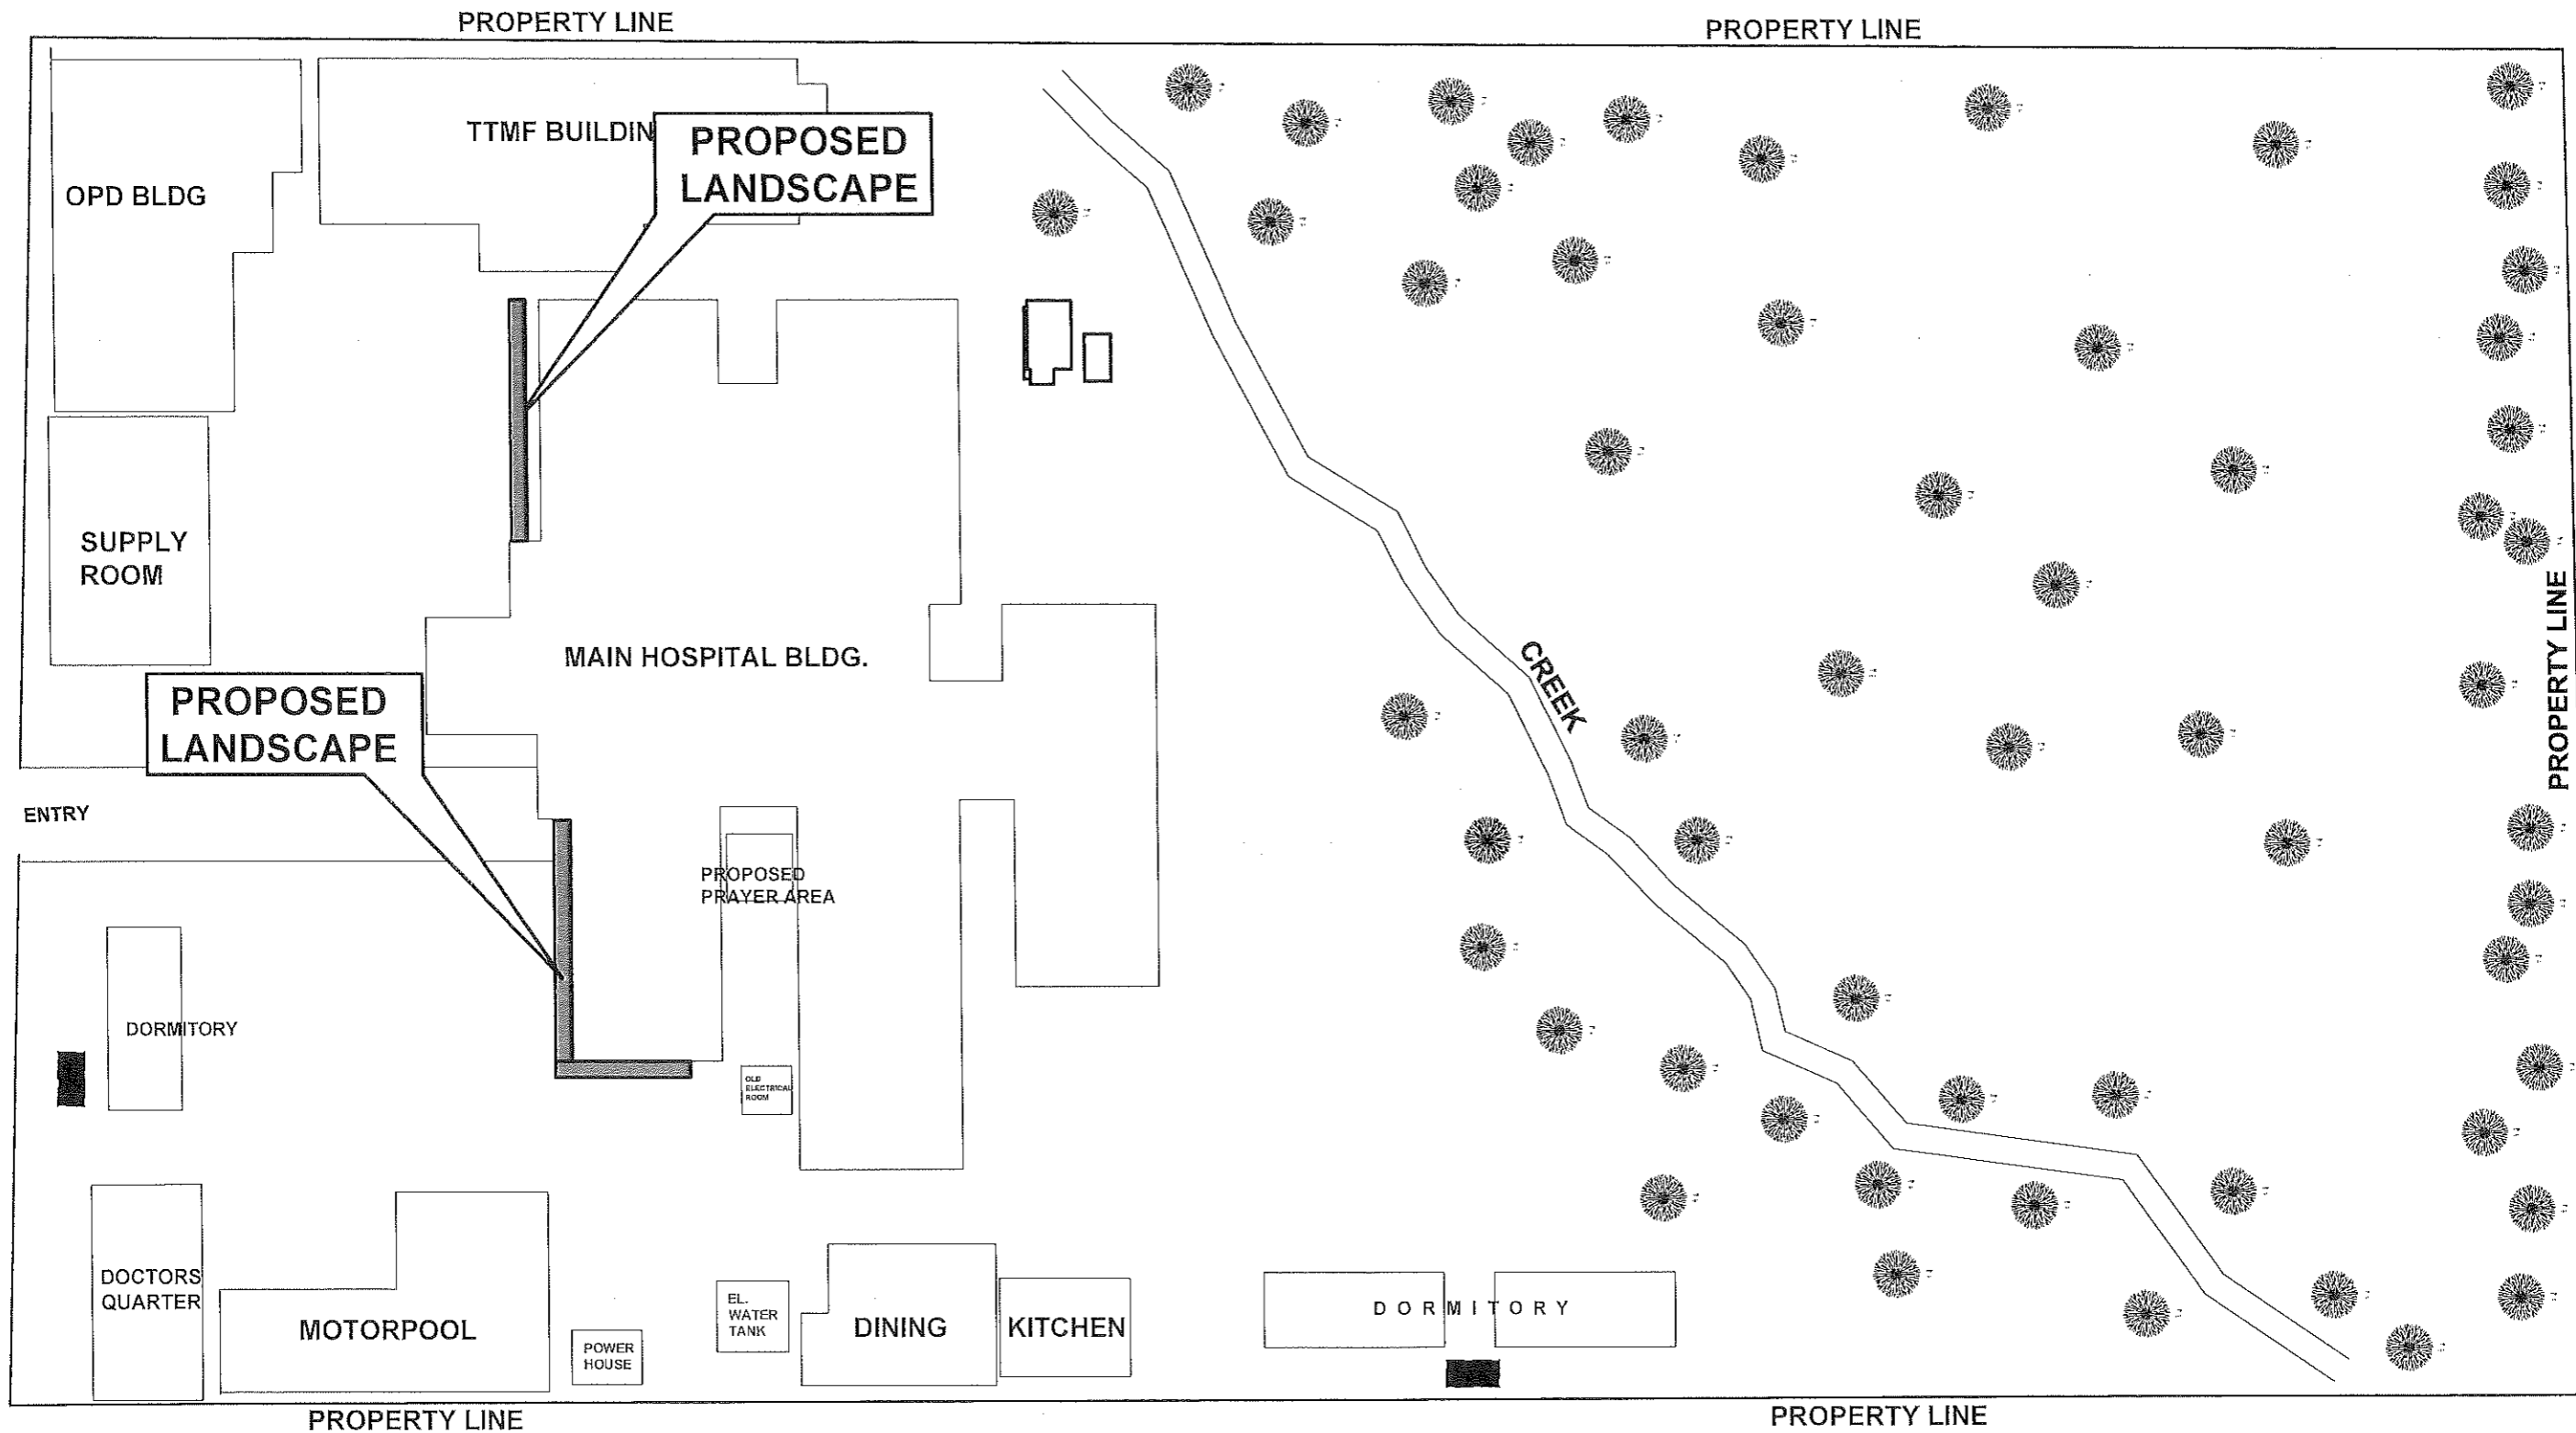 PROPERTY LINE
PROPERTY LINE
TTMF BUILDIN
PROPOSED
LANDSCAPE
OPD BLDG
SUPPLY
ROOM
MAIN HOSPITAL BLDG.
CREEK
PROPERTY LINE
PROPOSED
LANDSCAPE
ENTRY
PROPOSED
PRAYER AREA
DORMITORY
OLD
ELECTRICAL
ROOM
DOCTORS
QUARTER
MOTORPOOL
POWER
HOUSE
EL.
WATER
TANK
DINING
KITCHEN
DORMITORY
PROPERTY LINE
PROPERTY LINE